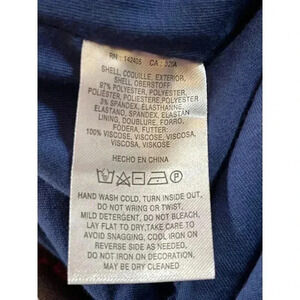 RN : 142405    CA : 320A
SHELL, COQUILLE, EXTERIOR,
SHELL, OBERSTOFF
97% POLYESTER, POLYESTER,
POLIESTER, POLIESTERE,POLYESTER
3% SPANDEX, ELASTHANNE,
ELASTANO, SPANDEX, ELASTAN
LINING, DOUBLURE, FORRO,
FODERA, FUTTER:
100% VISCOSE, VISCOSE, VISCOSA,
VISCOSA, VISKOSE
HECHO EN CHINA
HAND WASH COLD, TURN INSIDE OUT,
DO NOT WRING OR TWIST.
MILD DETERGENT, DO NOT BLEACH.
LAY FLAT TO DRY,TAKE CARE TO
AVOID SNAGGING, COOL IRON ON
REVERSE SIDE AS NEEDED,
DO NOT IRON ON DECORATION,
MAY BE DRY CLEANED